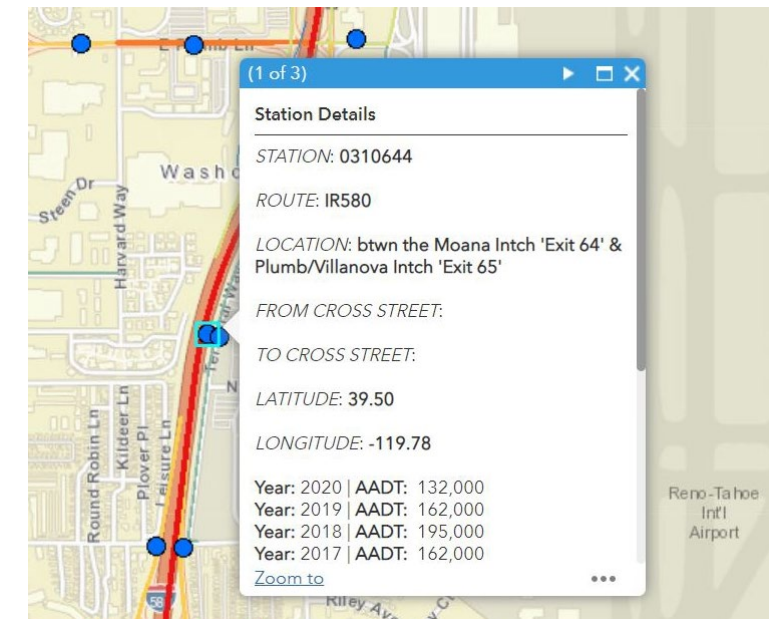 E Plumb Ln
(1 of 3)
Station Details
STATION: 0310644
ROUTE: IR580
LOCATION: btwn the Moana Intch 'Exit 64' &
Plumb/Villanova Intch 'Exit 65'
FROM CROSS STREET:
TO CROSS STREET:
LATITUDE: 39.50
LONGITUDE: -119.78
Year: 2020 | AADT: 132,000
Year: 2019 | AADT: 162,000
Year: 2018 | AADT: 195,000
Year: 2017 | AADT: 162,000
Zoom to
Washo
Steen Dr
Harvard Way
N
Round Robin Ln
Kildeer Ln
Plover Pl
Leisure Ln
Riley Av
Reno-Tahoe
Int'l
Airport